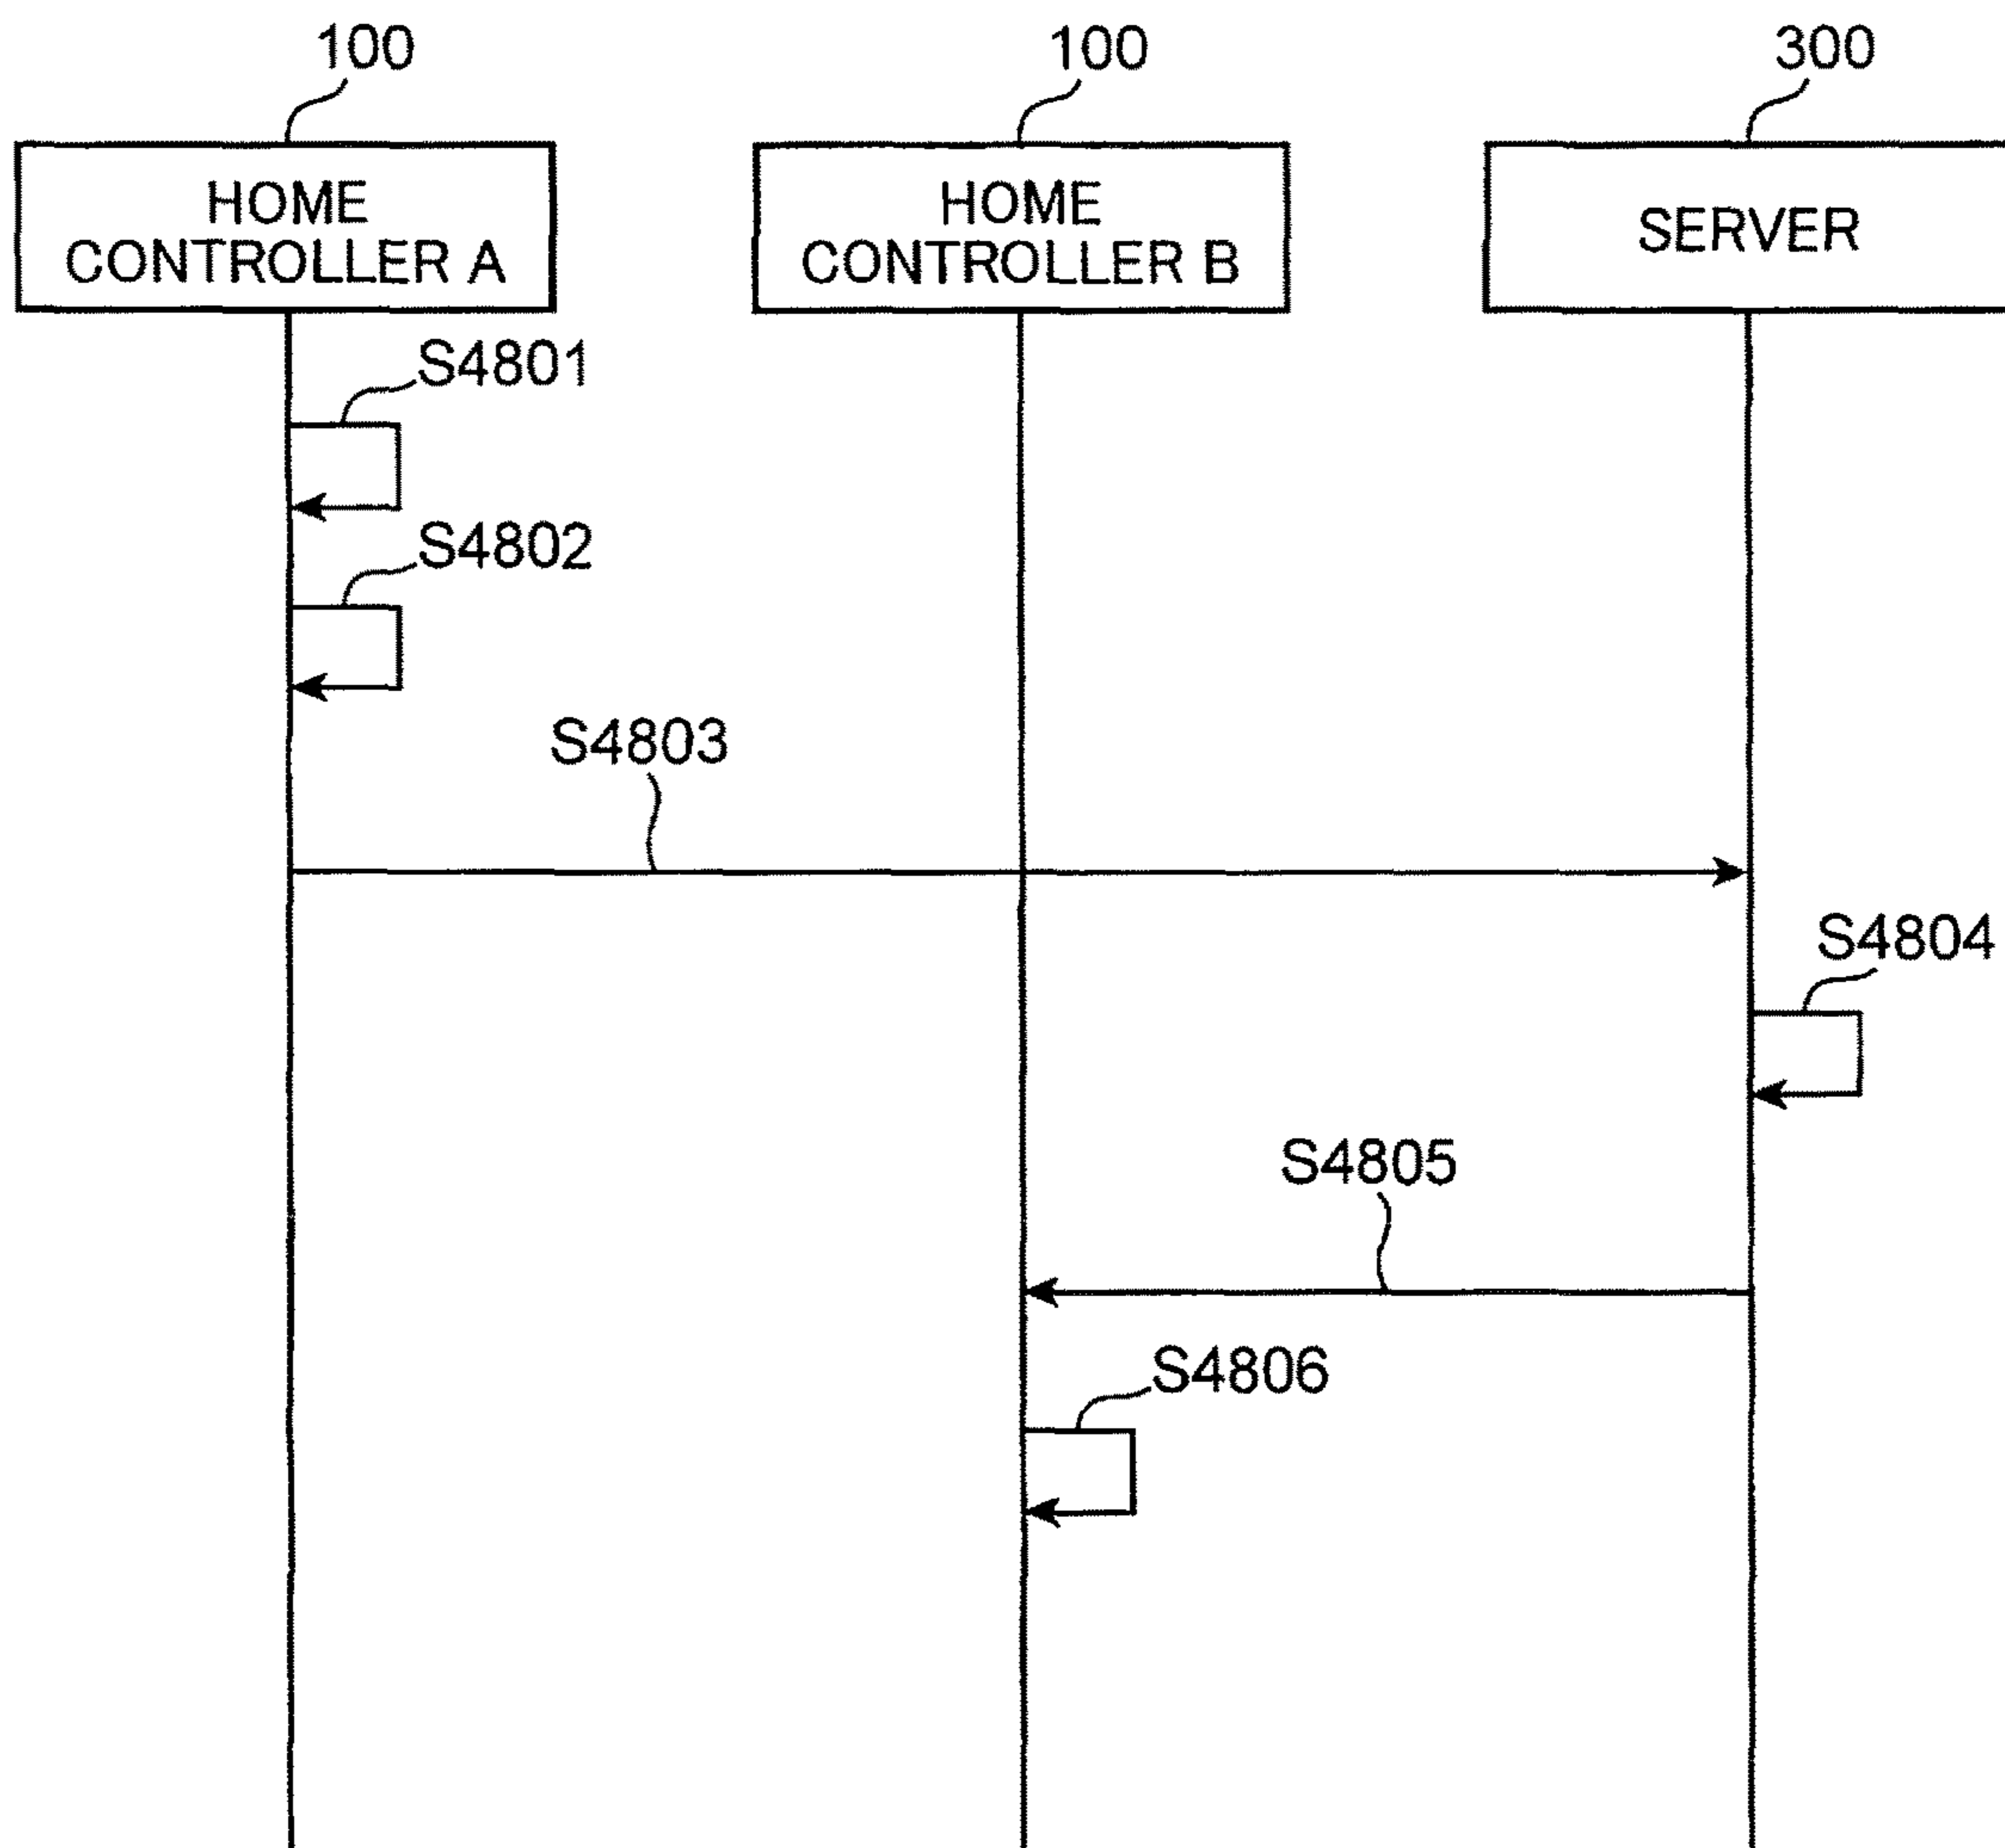 100
100
300
HOME
CONTROLLER A
HOME
CONTROLLER B
SERVER
S4801
S4802
S4803
S4804
S4805
S4806